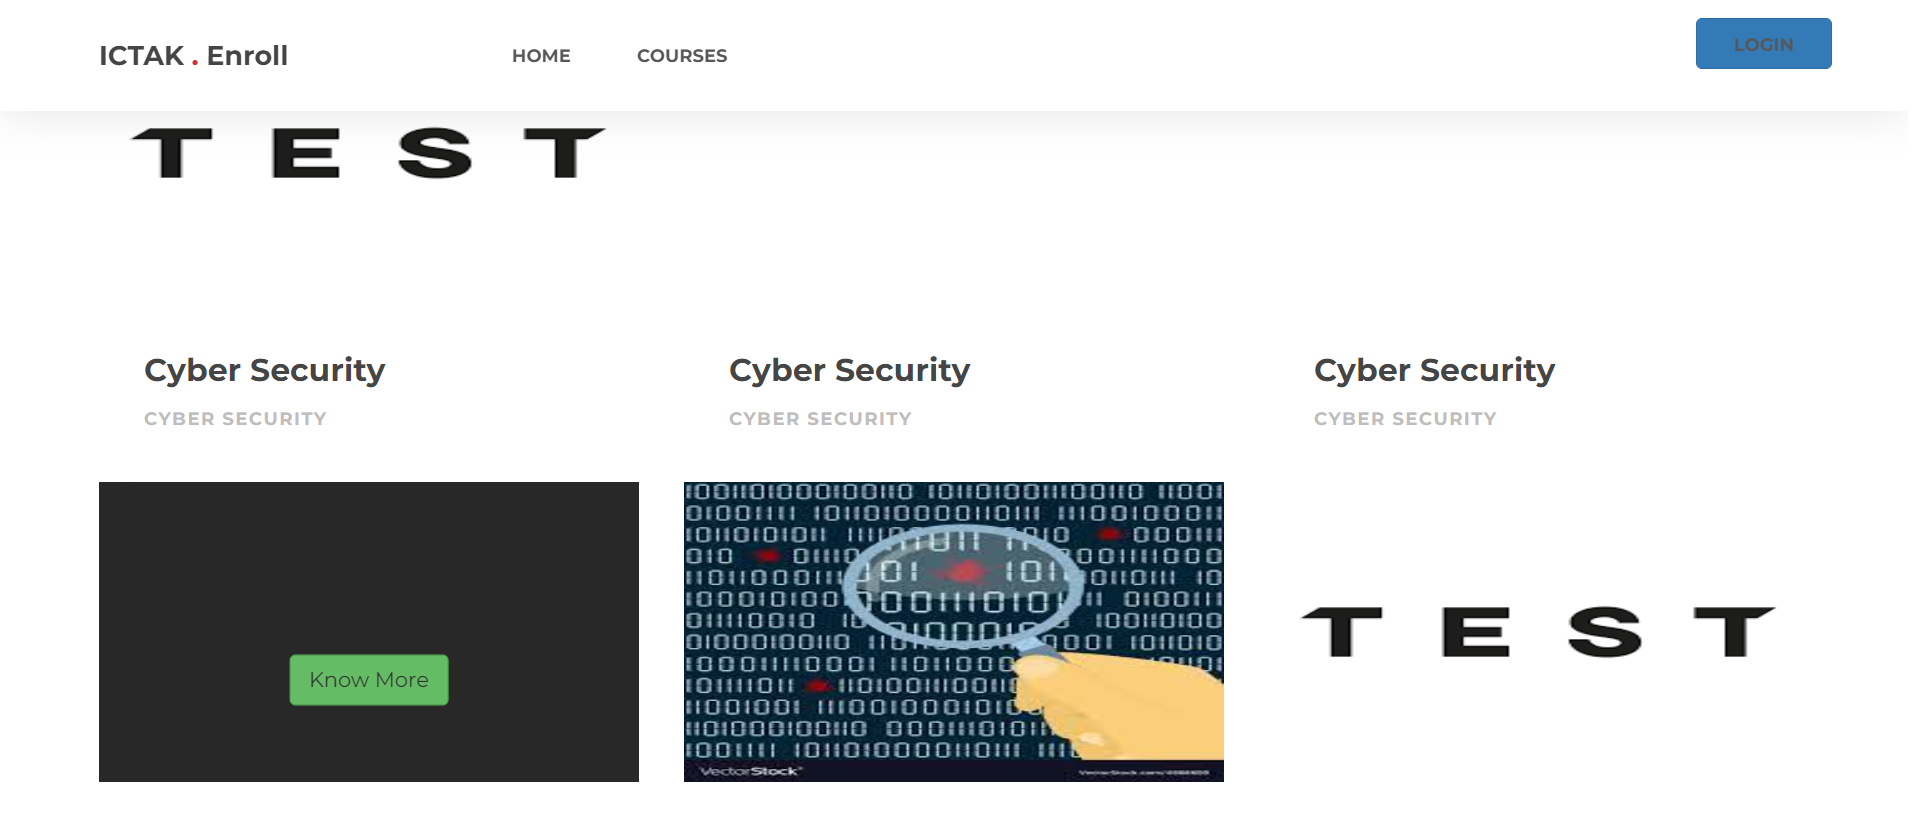 ICTAK . Enroll
HOME
COURSES
LOGIN
TEST
Cyber Security
CYBER SECURITY
Cyber Security
CYBER SECURITY
Cyber Security
CYBER SECURITY
Know More
VectorStock
TEST